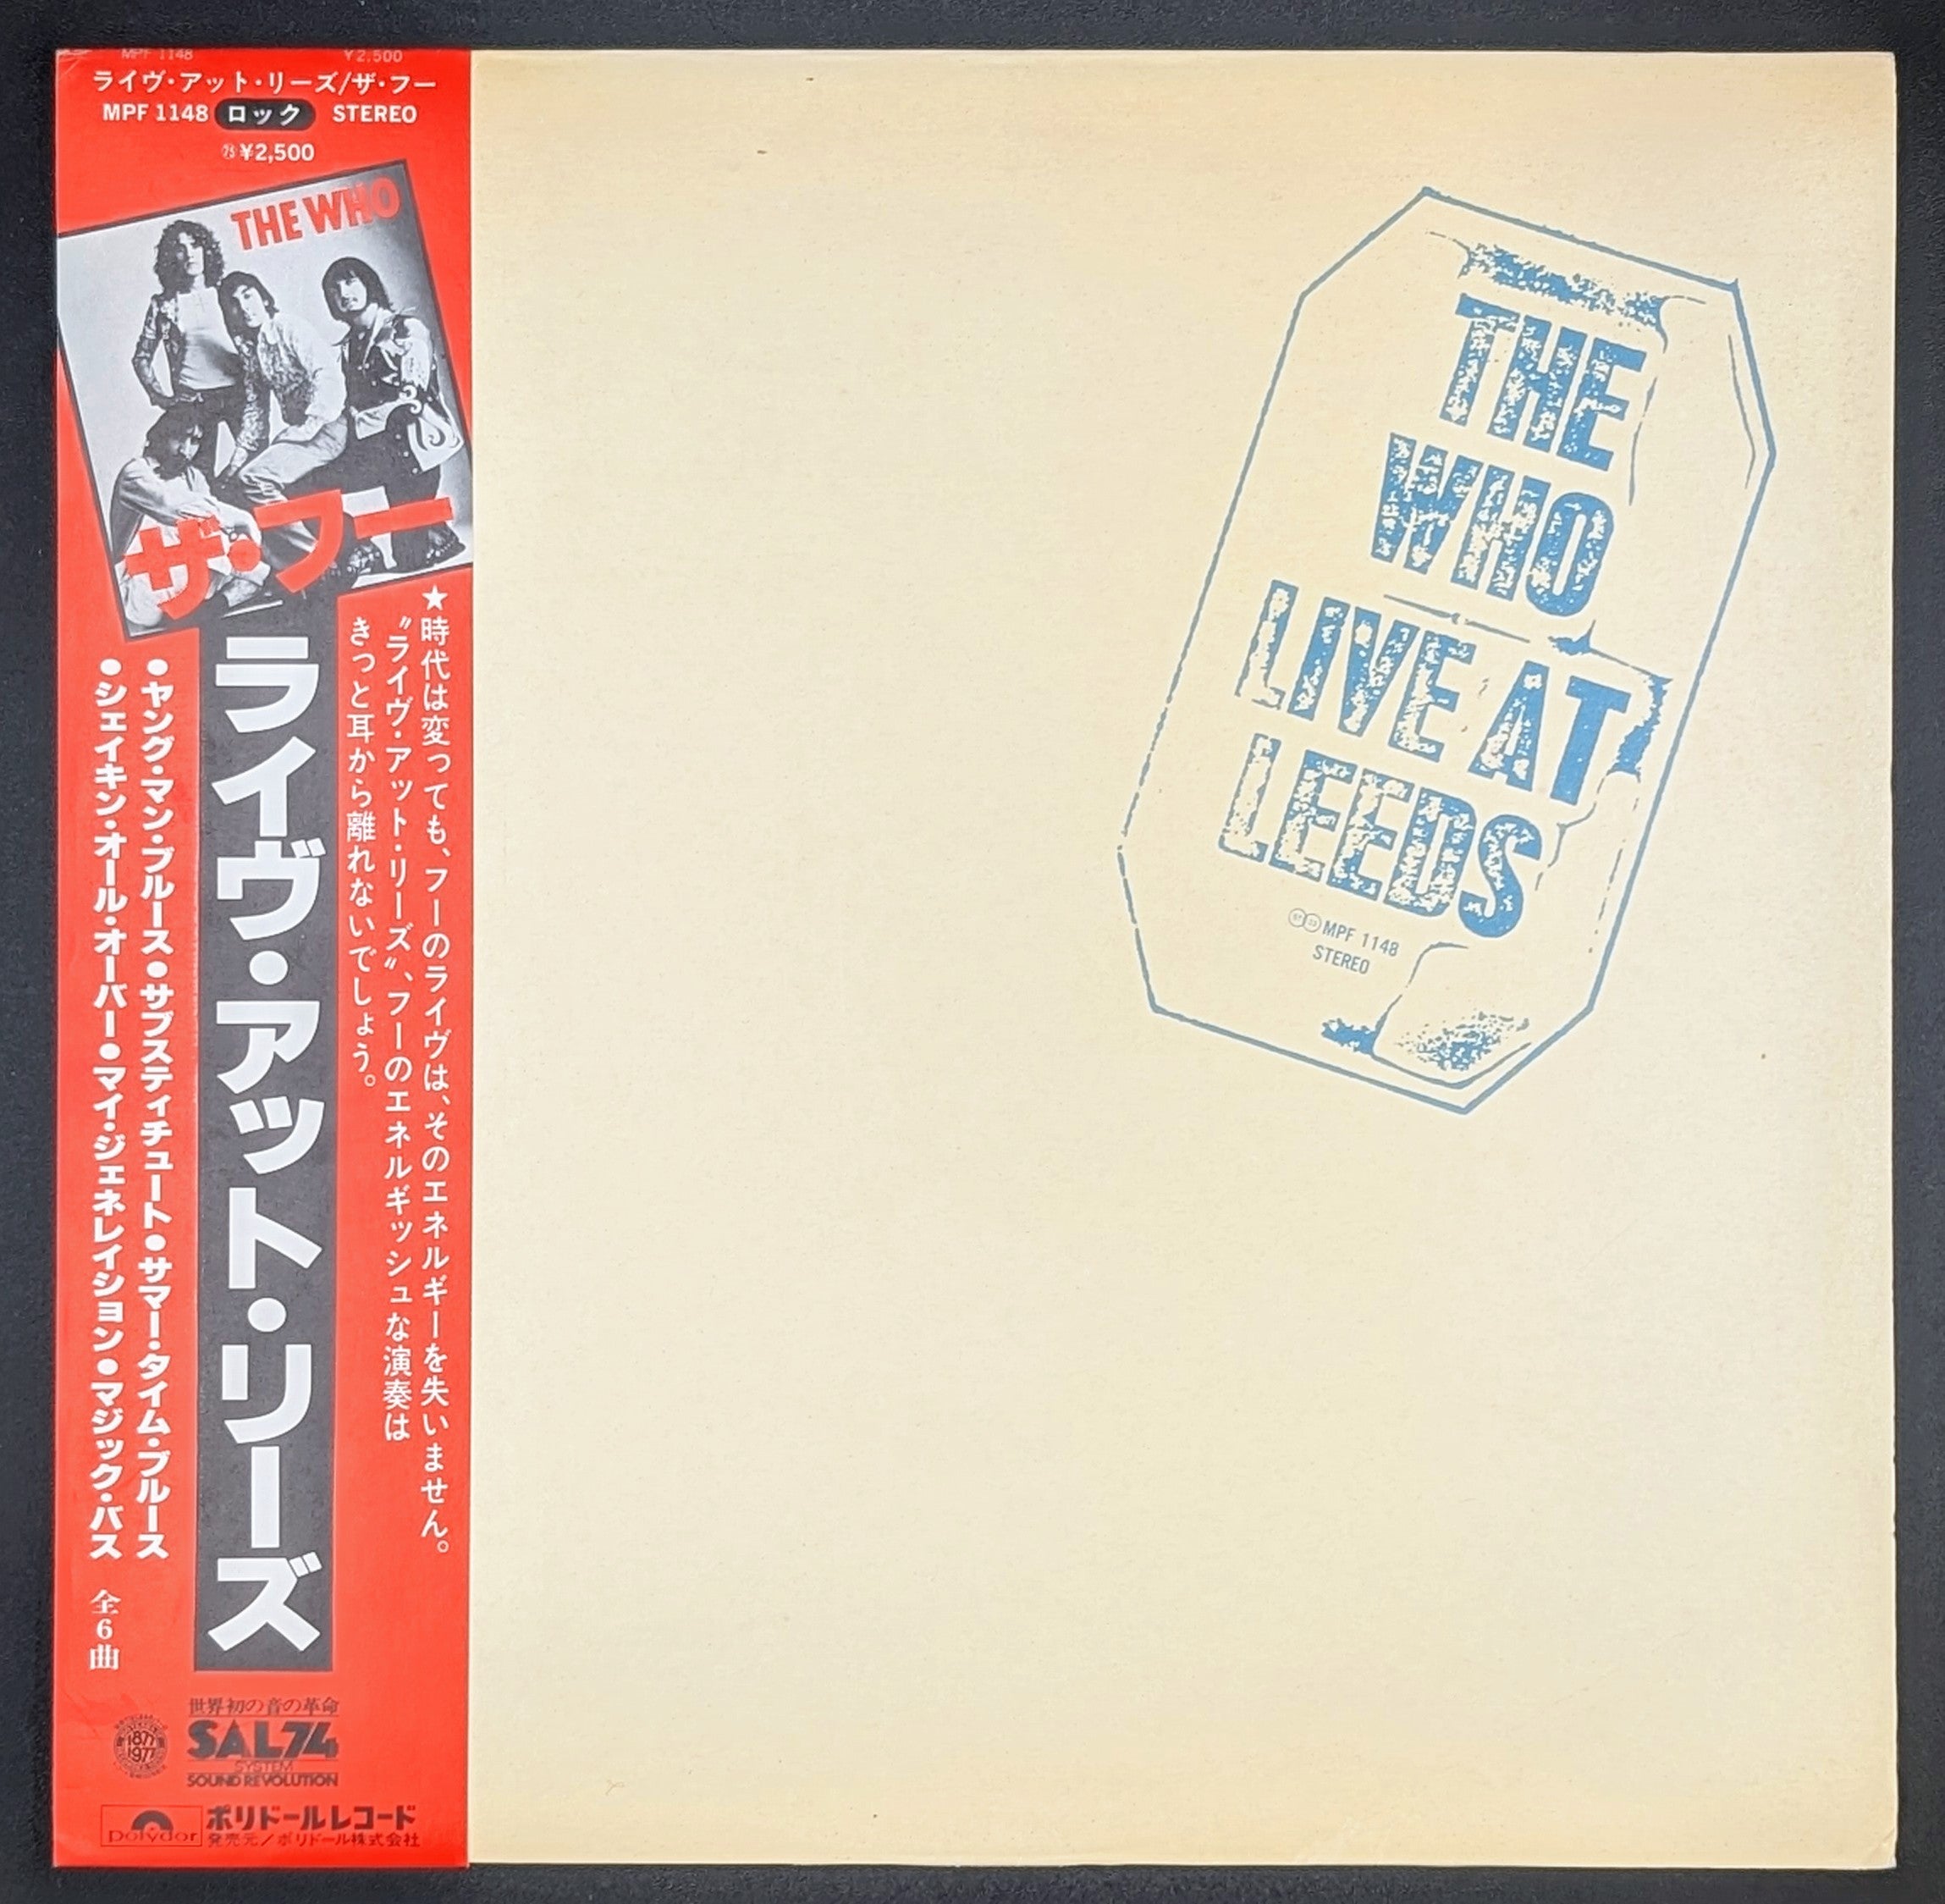 MPF 1148 ¥2,500
ライヴ・アット・リーズ/ザ・フー
MPF 1148 ロック STEREO
¥2,500
THE WHO
ザ・フー
★時代は変っても、フーのライヴは、そのエネルギーを失いません。
〝ライヴ・アット・リーズ〟、フーのエネルギッシュな演奏は
きっと耳から離れないでしょう。
ライヴ・アット・リーズ
●ヤング・マン・ブルース●サブスティチュート●サマー・タイム・ブルース
●シェイキン・オール・オーバー●マイ・ジェネレイション●マジック・バス 全6曲
世界初の音の革命
SAL74
SYSTEM
SOUND REVOLUTION
1877
1977
polydor ポリドールレコード
発売元/ポリドール株式会社
THE
WHO
LIVE AT
LEEDS
MPF 1148
STEREO